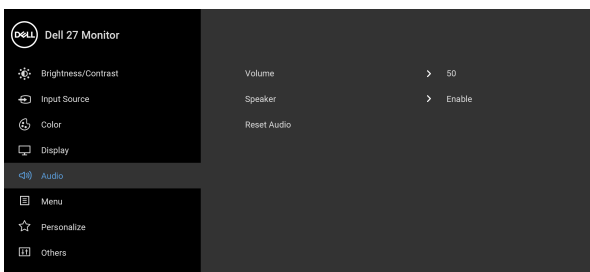 DELL
Dell 27 Monitor
Brightness/Contrast
Input Source
Color
Display
Audio
Menu
Personalize
Others
Volume 50
Speaker Enable
Reset Audio